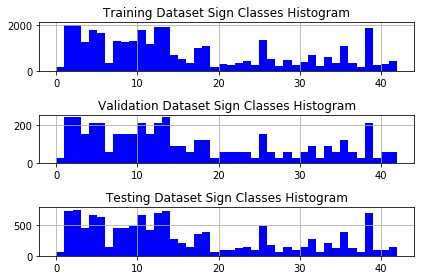 Training Dataset Sign Classes Histogram
2000
0
0 10 20 30 40
Validation Dataset Sign Classes Histogram
200
0
0 10 20 30 40
Testing Dataset Sign Classes Histogram
500
0
0 10 20 30 40